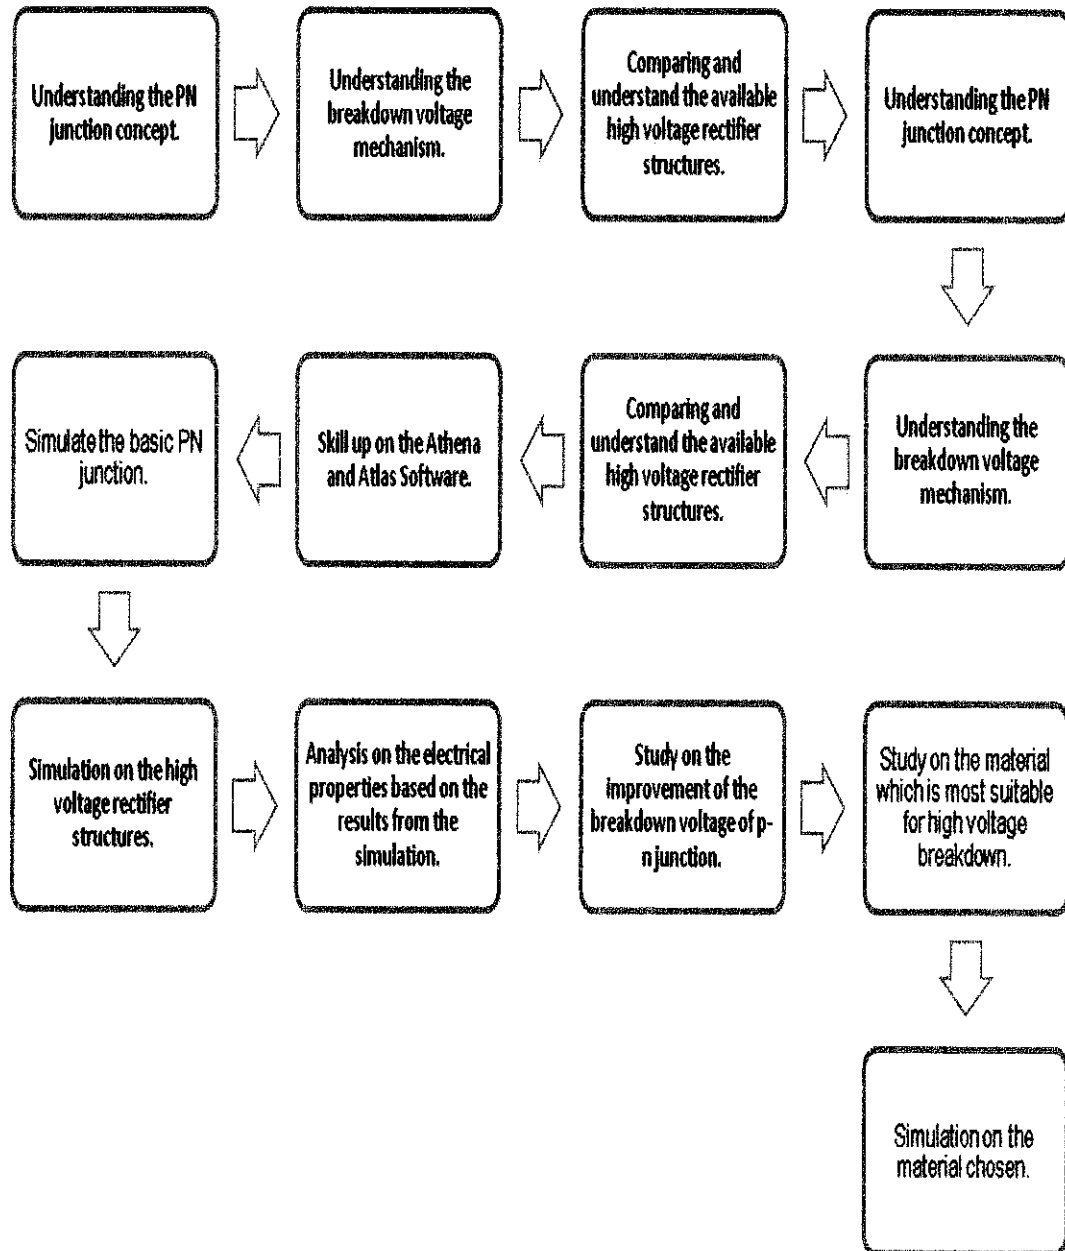 Understanding the PN
junction concept.
Understanding the
breakdown voltage
mechanism.
Comparing and
understand the available
high voltage rectifier
structures.
Understanding the PN
junction concept.
Understanding the
breakdown voltage
mechanism.
Comparing and
understand the available
high voltage rectifier
structures.
Skill up on the Athena
and Atlas Software.
Simulate the basic PN
junction.
Simulation on the high
voltage rectifier
structures.
Analysis on the electrical
properties based on the
results from the
simulation.
Study on the
improvement of the
breakdown voltage of p-
n junction.
Study on the material
which is most suitable
for high voltage
breakdown.
Simulation on the
material chosen.